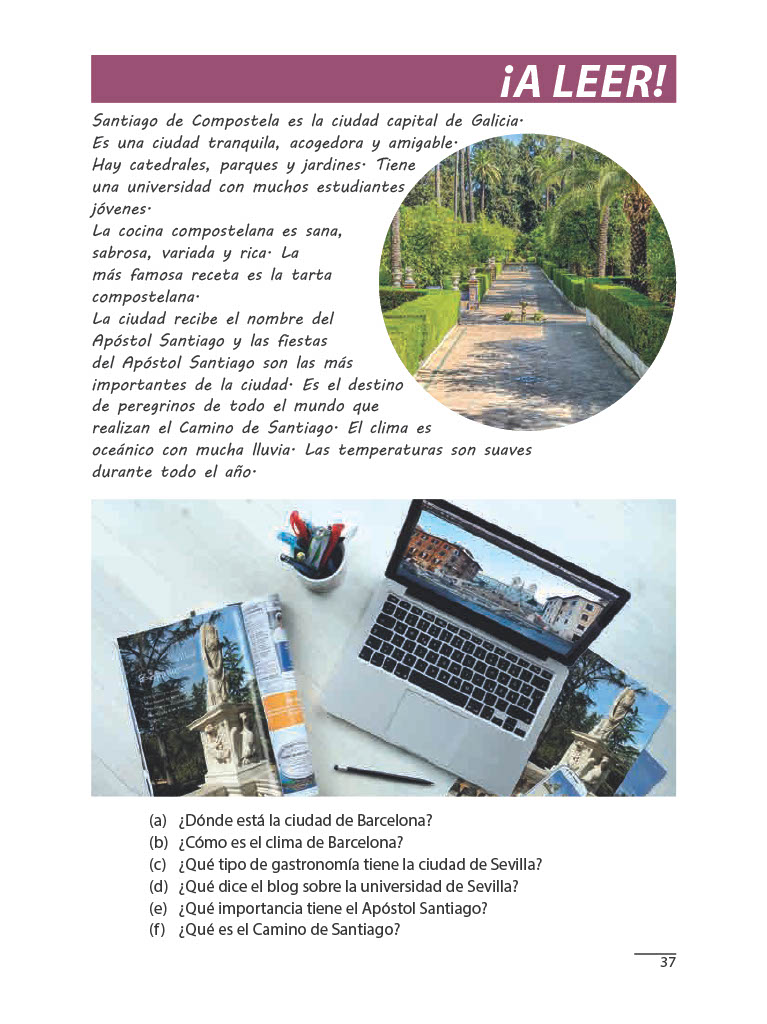 ¡A LEER!
Santiago de Compostela es la ciudad capital de Galicia.
Es una ciudad tranquila, acogedora y amigable.
Hay catedrales, parques y jardines. Tiene
una universidad con muchos estudiantes
jóvenes.
La cocina compostelana es sana,
sabrosa, variada y rica. La
más famosa receta es la tarta
compostelana.
La ciudad recibe el nombre del
Apóstol Santiago y las fiestas
del Apóstol Santiago son las más
importantes de la ciudad. Es el destino
de peregrinos de todo el mundo que
realizan el Camino de Santiago. El clima es
oceánico con mucha lluvia. Las temperaturas son suaves
durante todo el año.
(a) ¿Dónde está la ciudad de Barcelona?
(b) ¿Cómo es el clima de Barcelona?
(c) ¿Qué tipo de gastronomía tiene la ciudad de Sevilla?
(d) ¿Qué dice el blog sobre la universidad de Sevilla?
(e) ¿Qué importancia tiene el Apóstol Santiago?
(f) ¿Qué es el Camino de Santiago?
37